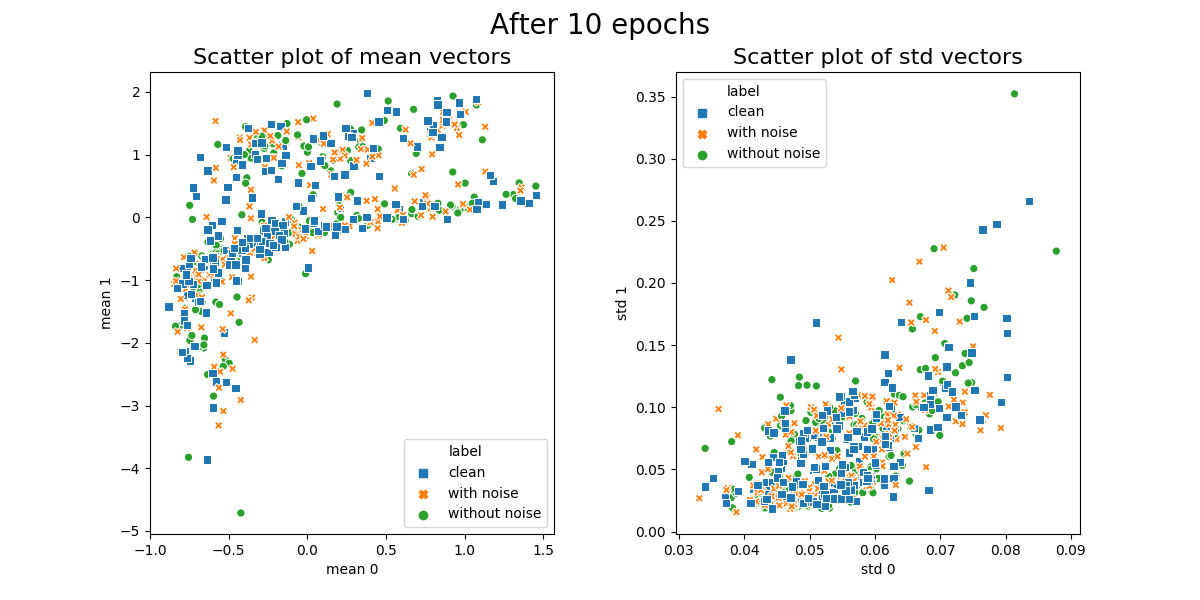 After 10 epochs
Scatter plot of mean vectors
2
1
0
−1
−2
−3
−4
−5
mean 1
−1.0
−0.5
0.0
0.5
1.0
1.5
mean 0
label
clean
with noise
without noise
Scatter plot of std vectors
label
clean
with noise
without noise
0.35
0.30
0.25
0.20
0.15
0.10
0.05
0.00
std 1
0.03
0.04
0.05
0.06
0.07
0.08
0.09
std 0